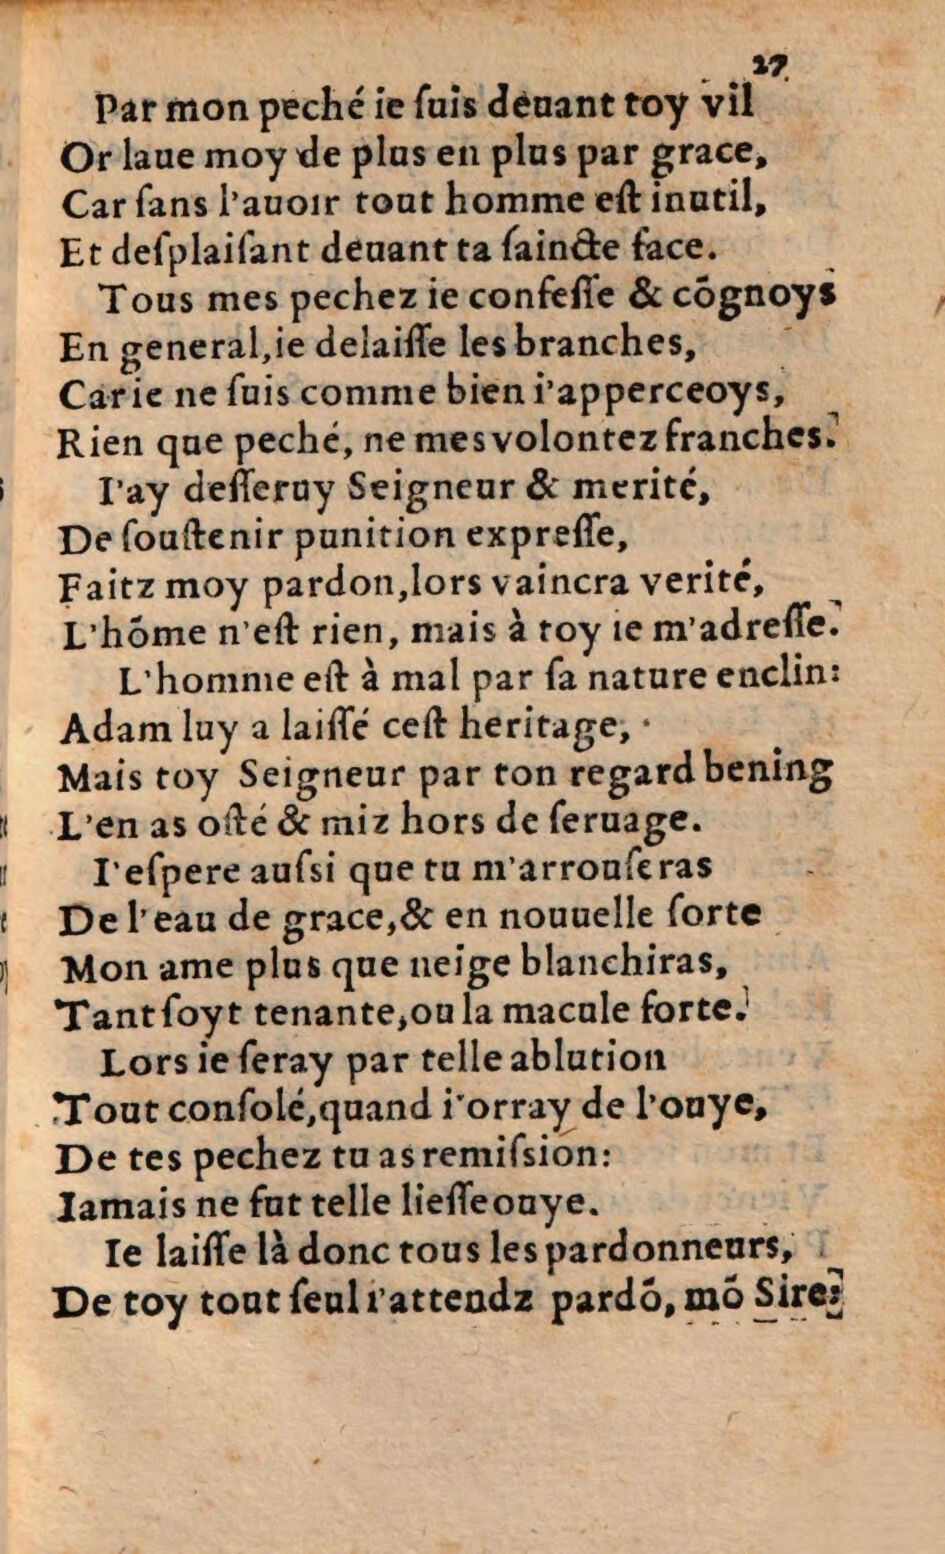 27
Par mon peché ie ſuis deuant toy vil
Or laue moy de plus en plus par grace,
Car ſans l'auoir tout homme eſt inutil,
Et deſplaiſant deuant ta ſaincte face.
Tous mes pechez ie confeſſe & cõgnoys
En general, ie delaiſſe les branches,
Car ie ne ſuis comme bien i'apperceoys,
Rien que peché, ne mes volontez franches.
I'ay deſſeruy Seigneur & merité,
De ſouſtenir punition expreſſe,
Faitz moy pardon, lors vaincra verité,
L'hõme n'eſt rien, mais à toy ie m'adreſſe.
L'homme eſt à mal par ſa nature enclin:
Adam luy a laiſſé ceſt heritage,
Mais toy Seigneur par ton regard bening
L'en as oſté & miz hors de ſeruage.
I'eſpere auſsi que tu m'arrouſeras
De l'eau de grace, & en nouuelle ſorte
Mon ame plus que neige blanchiras,
Tant ſoyt tenante, ou la macule forte.
Lors ie ſeray par telle ablution
Tout conſolé, quand i'orray de l'ouye,
De tes pechez tu as remiſsion:
Iamais ne fut telle lieſſe ouye.
Ie laiſſe là donc tous les pardonneurs,
De toy tout ſeul i'attendz pardõ, mõ Sire: